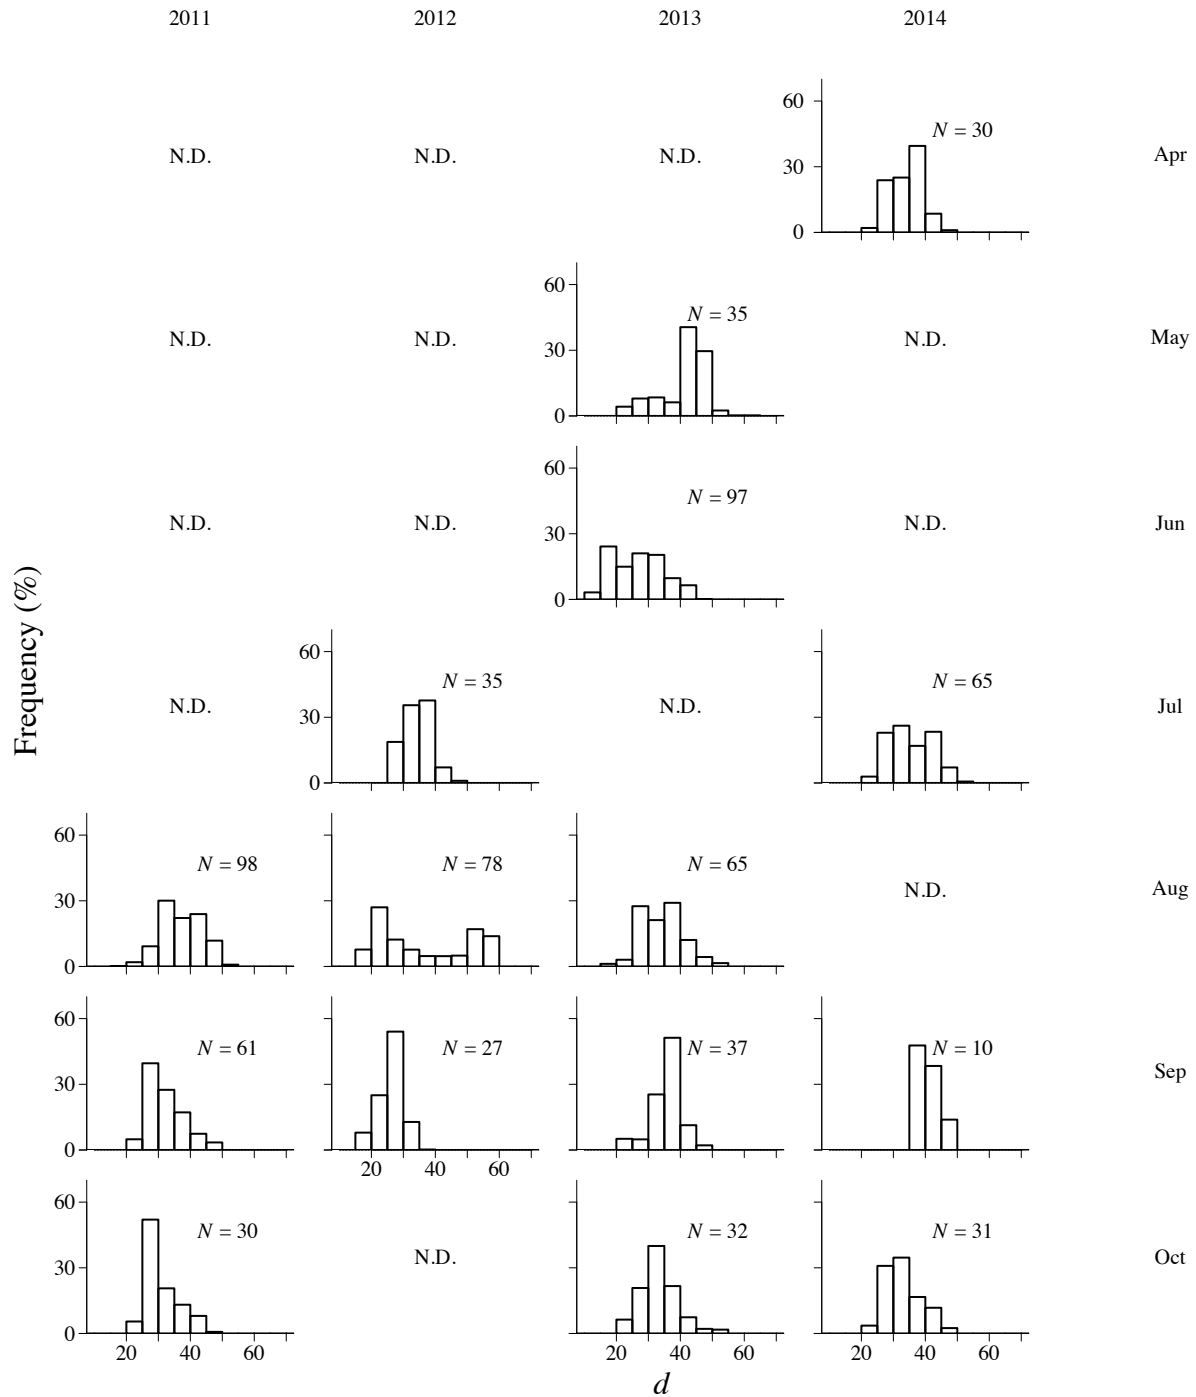 2011 2012 2013 2014
60
N = 30
N.D. N.D. N.D. Apr
30
0
60
N = 35
N.D. N.D. N.D. May
30
0
60
N = 97
N.D. N.D. N.D. Jun
30
0
Frequency (%)
60
N = 35 N = 65
N.D. N.D. Jul
30
0
60
N = 98 N = 78 N = 65
N.D. Aug
30
0
60
N = 61 N = 27 N = 37 N = 10
Sep
30
0
20 40 60
60
N = 30 N = 32 N = 31
N.D. Oct
30
0
20 40 60 20 40 60 20 40 60
d